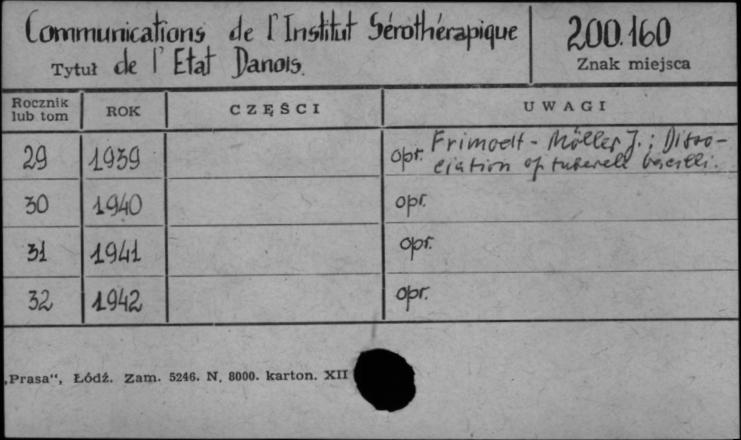 Communications de l'Institut Sérothérapique 200.160
Tytuł de l' Etat Danois. Znak miejsca
Rocznik lub tom ROK CZĘŚCI UWAGI
29 1939 opr. Frimodt - Möller J.; Disso-
ciation of tubercle bacilli.
30 1940 opr.
31 1941 opr.
32 1942 opr.
„Prasa“, Łódź. Zam. 5246. N. 8000. karton. XII